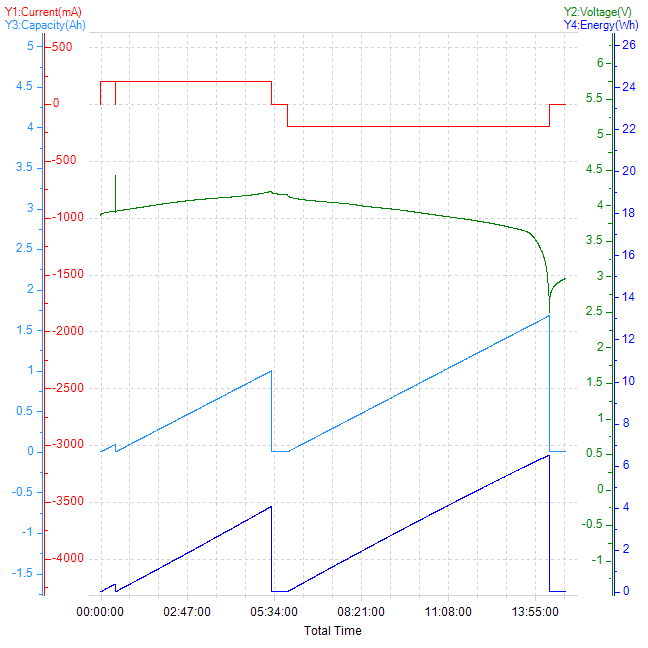 Y1:Current(mA) Y2:Voltage(V)
Y3:Capacity(Ah) Y4:Energy(Wh)
5 500 6 26
4.5 0 5.5 24
4 -500 5 22
3.5 -1000 4.5 20
3 -1500 4 18
2.5 -2000 3.5 16
2 -2500 3 14
1.5 -3000 2.5 12
1 -3500 2 10
0.5 -4000 1.5 8
0 1 6
-0.5 0.5 4
-1 0 2
-1.5 -0.5 0
-1
00:00:00 02:47:00 05:34:00 08:21:00 11:08:00 13:55:00
Total Time